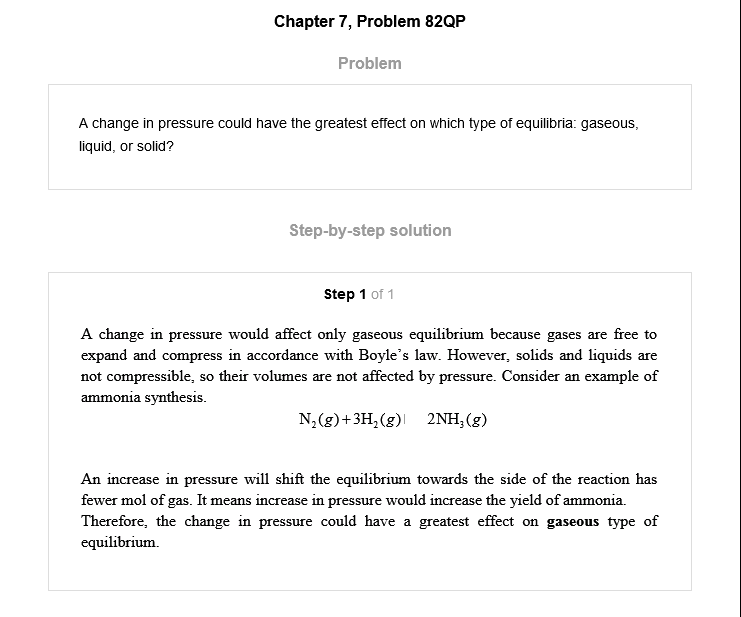 Chapter 7, Problem 82QP
Problem
A change in pressure could have the greatest effect on which type of equilibria: gaseous,
liquid, or solid?
Step-by-step solution
Step 1 of 1
A change in pressure would affect only gaseous equilibrium because gases are free to
expand and compress in accordance with Boyle's law. However, solids and liquids are
not compressible, so their volumes are not affected by pressure. Consider an example of
ammonia synthesis.
N₂(g)+3H₂(g) 2NH₃(g)
An increase in pressure will shift the equilibrium towards the side of the reaction has
fewer mol of gas. It means increase in pressure would increase the yield of ammonia.
Therefore, the change in pressure could have a greatest effect on gaseous type of
equilibrium.